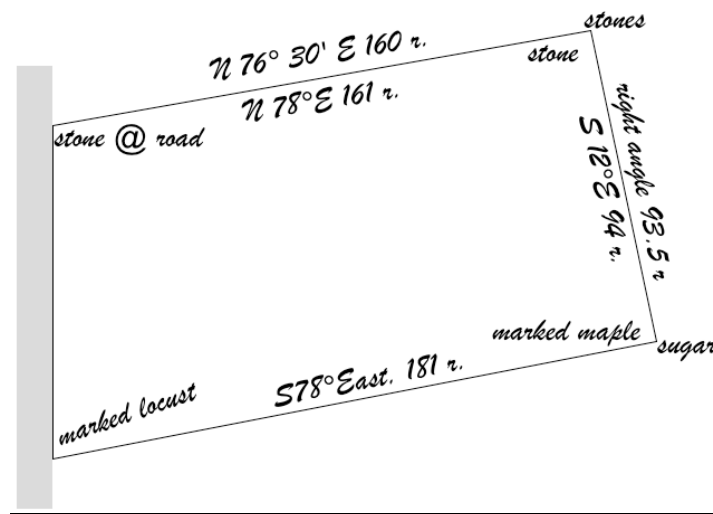 stones
N 76° 30' E 160 r.
stone
N 78°E 161 r.
stone @ road
right angle 93.5 r
S 12°E 94 r.
marked maple
sugar
S78°East. 181 r.
marked locust